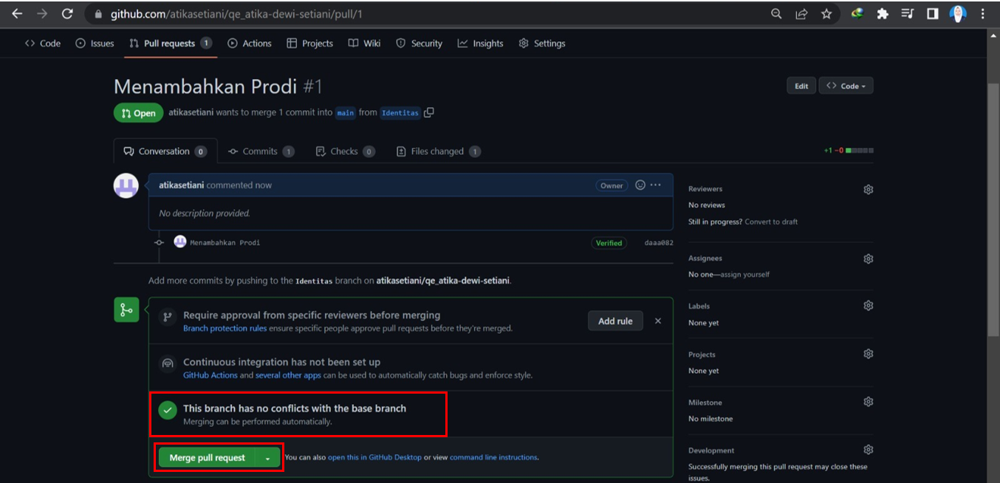 github.com/atikasetiani/qe_atika-dewi-setiani/pull/1
Code Issues Pull requests 1 Actions Projects Wiki Security Insights Settings
Menambahkan Prodi #1
Edit Code
Open atikasetiani wants to merge 1 commit into main from Identitas
Conversation 0 Commits 1 Checks 0 Files changed 1
+1 −0
atikasetiani commented now Owner
No description provided.
Menambahkan Prodi Verified daaa082
Add more commits by pushing to the Identitas branch on atikasetiani/qe_atika-dewi-setiani.
Require approval from specific reviewers before merging
Branch protection rules ensure specific people approve pull requests before they're merged.
Add rule
Continuous integration has not been set up
GitHub Actions and several other apps can be used to automatically catch bugs and enforce style.
This branch has no conflicts with the base branch
Merging can be performed automatically.
Merge pull request
You can also open this in GitHub Desktop or view command line instructions.
Reviewers
No reviews
Still in progress? Convert to draft
Assignees
No one—assign yourself
Labels
None yet
Projects
None yet
Milestone
No milestone
Development
Successfully merging this pull request may close these
issues.